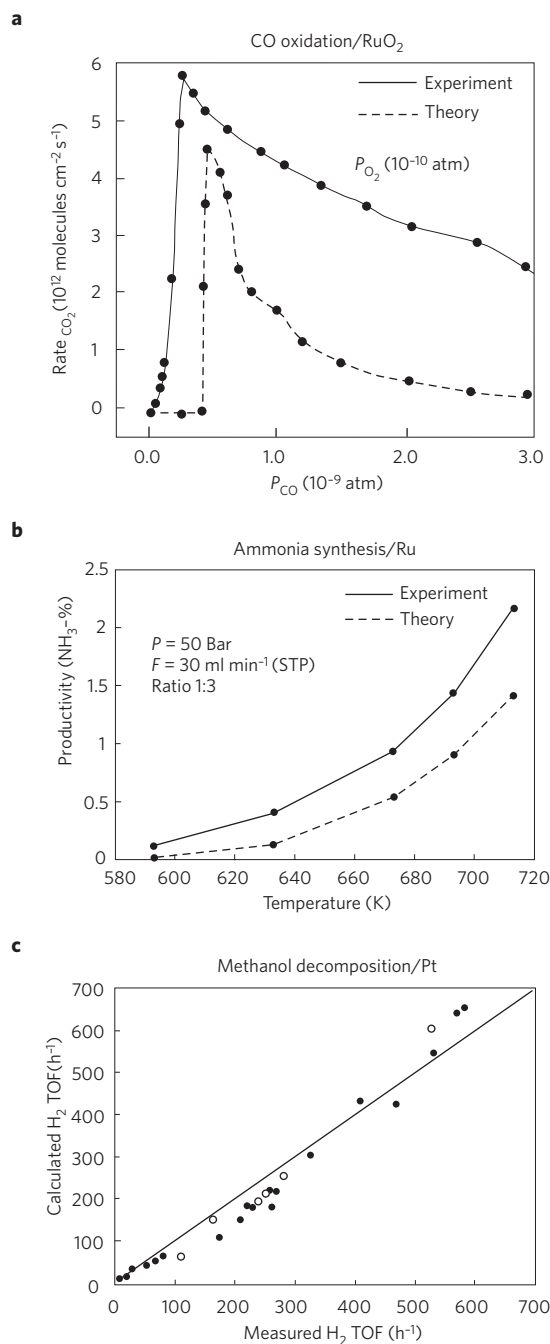 a
CO oxidation/RuO₂
6
5
4
3
2
1
0
Rate CO₂ (10¹² molecules cm⁻² s⁻¹)
Experiment
Theory
P_O₂ (10⁻¹⁰ atm)
0.0 1.0 2.0 3.0
P_CO (10⁻⁹ atm)
b
Ammonia synthesis/Ru
2.5
2
1.5
1
0.5
0
Productivity (NH₃-%)
Experiment
Theory
P = 50 Bar
F = 30 ml min⁻¹ (STP)
Ratio 1:3
580 600 620 640 660 680 700 720
Temperature (K)
c
Methanol decomposition/Pt
700
600
500
400
300
200
100
0
Calculated H₂ TOF(h⁻¹)
0 100 200 300 400 500 600 700
Measured H₂ TOF (h⁻¹)